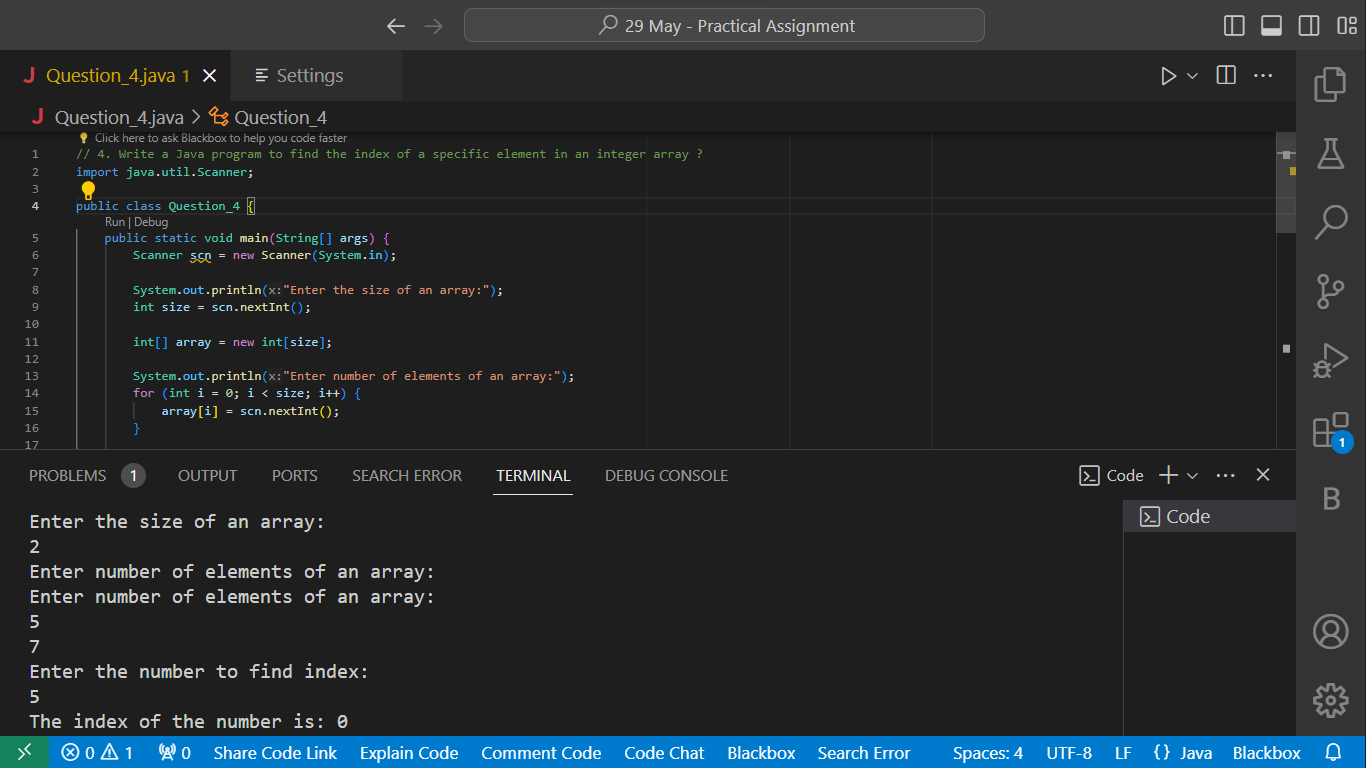 29 May - Practical Assignment
J Question_4.java 1
Settings
J Question_4.java > Question_4
Click here to ask Blackbox to help you code faster
1 // 4. Write a Java program to find the index of a specific element in an integer array ?
2 import java.util.Scanner;
3
4 public class Question_4 {
Run | Debug
5 public static void main(String[] args) {
6 Scanner scn = new Scanner(System.in);
7
8 System.out.println(x:"Enter the size of an array:");
9 int size = scn.nextInt();
10
11 int[] array = new int[size];
12
13 System.out.println(x:"Enter number of elements of an array:");
14 for (int i = 0; i < size; i++) {
15 array[i] = scn.nextInt();
16 }
17
PROBLEMS 1 OUTPUT PORTS SEARCH ERROR TERMINAL DEBUG CONSOLE Code
Enter the size of an array:
2
Enter number of elements of an array:
Enter number of elements of an array:
5
7
Enter the number to find index:
5
The index of the number is: 0
Code
1
B
0 1 0 Share Code Link Explain Code Comment Code Code Chat Blackbox Search Error Spaces: 4 UTF-8 LF {} Java Blackbox